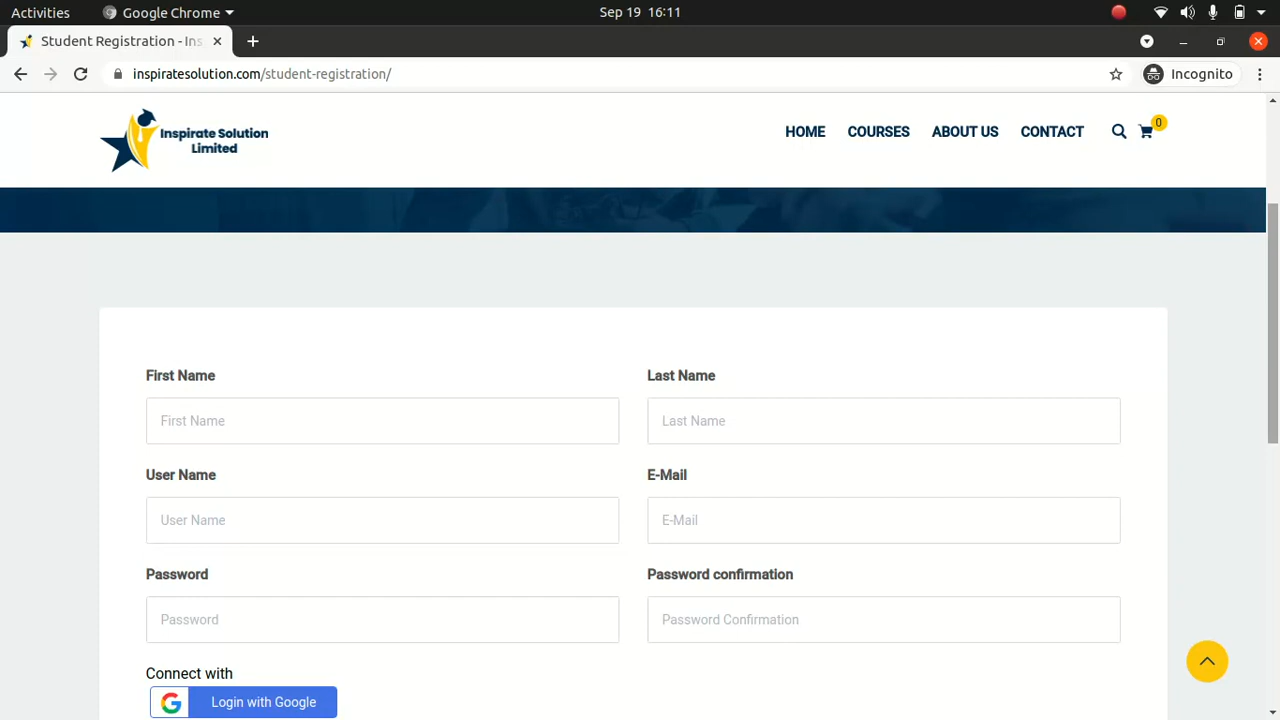 Activities Google Chrome Sep 19 16:11
Student Registration - Ins
inspiratesolution.com/student-registration/ Incognito
Inspirate Solution
Limited
HOME COURSES ABOUT US CONTACT 0
First Name Last Name
First Name Last Name
User Name E-Mail
User Name E-Mail
Password Password confirmation
Password Password Confirmation
Connect with
G Login with Google